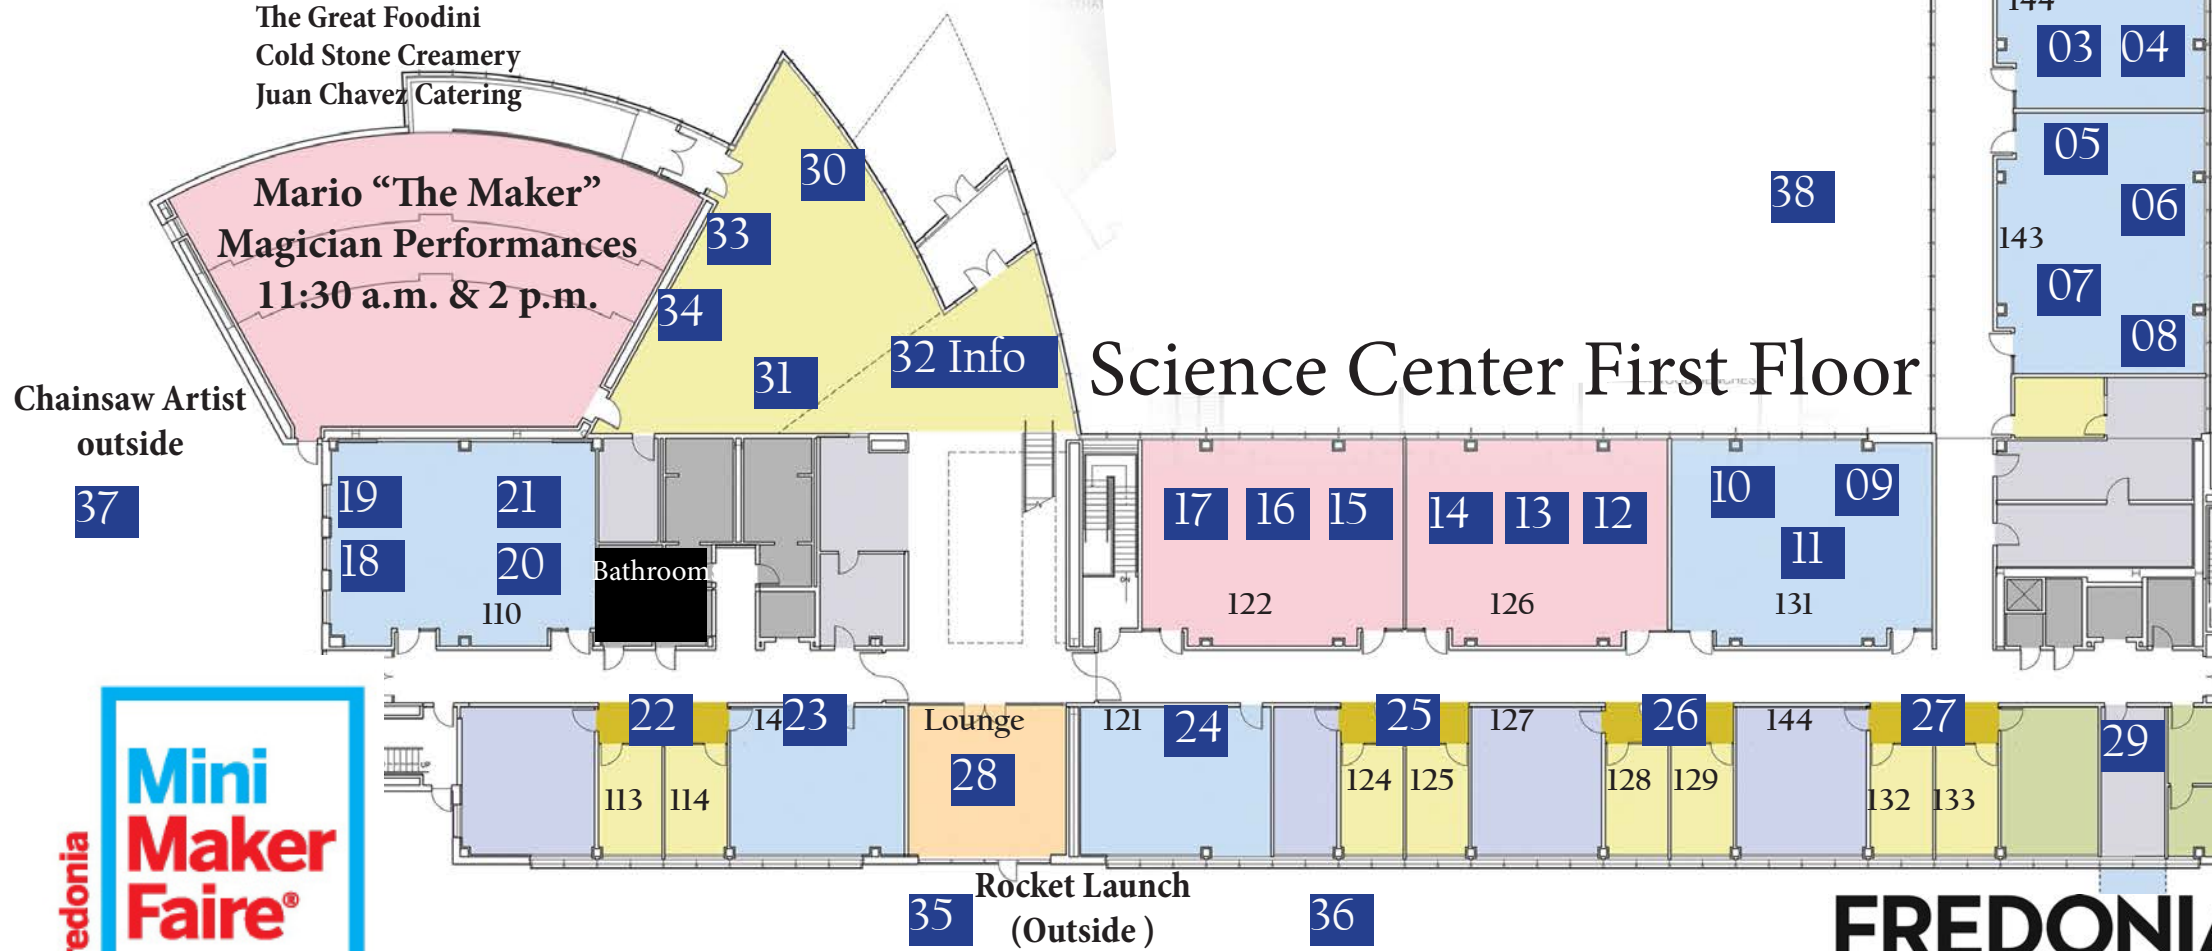 The Great Foodini
Cold Stone Creamery
Juan Chavez Catering
144
03 04
05
30
38
06
Mario “The Maker”
Magician Performances
11:30 a.m. & 2 p.m.
33
143
07
34
08
32 Info
31
Science Center First Floor
Chainsaw Artist
outside
37
19 21
18 20
110
Bathroom
17 16 15
122
14 13 12
126
10 09
11
131
22
113 114
14
23
Lounge
28
121
24
25
124 125
127
26
128 129
144
27
132 133
29
Mini
Maker
Faire®
edonia
35
Rocket Launch
(Outside )
36
FREDONIA